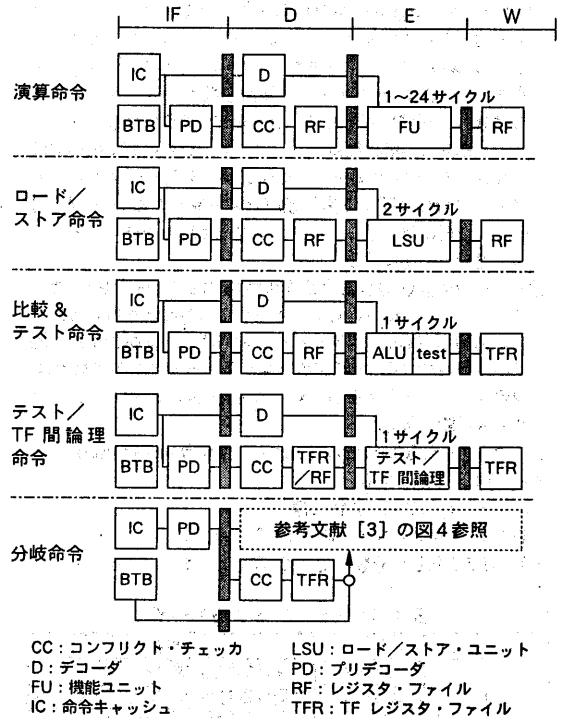 IF D E W
IC D
演算命令
1〜24サイクル
BTB PD CC RF FU RF
IC D
ロード／
ストア命令
2サイクル
BTB PD CC RF LSU RF
IC D
比較＆
テスト命令
1サイクル
BTB PD CC RF ALU test TFR
IC D
テスト／
TF 間論理
命令
1サイクル
BTB PD CC TFR
／RF
テスト／
TF 間論理
TFR
分岐命令
IC PD 参考文献 [3] の図4参照
BTB CC TFR
CC：コンフリクト・チェッカ
LSU：ロード／ストア・ユニット
D：デコーダ
PD：プリデコーダ
FU：機能ユニット
RF：レジスタ・ファイル
IC：命令キャッシュ
TFR：TF レジスタ・ファイル